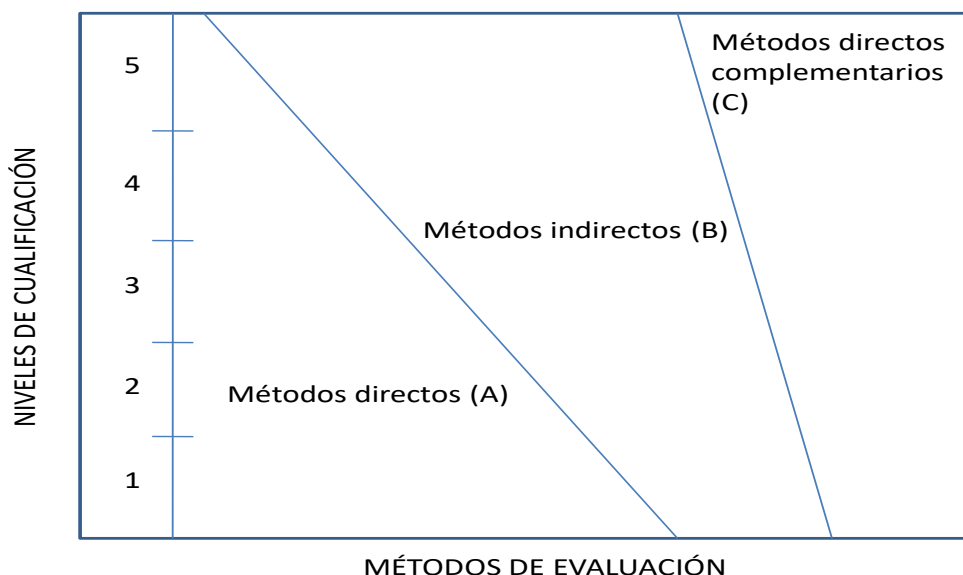 NIVELES DE CUALIFICACIÓN
5
4
3
2
1
Métodos directos
complementarios
(C)
Métodos indirectos (B)
Métodos directos (A)
MÉTODOS DE EVALUACIÓN